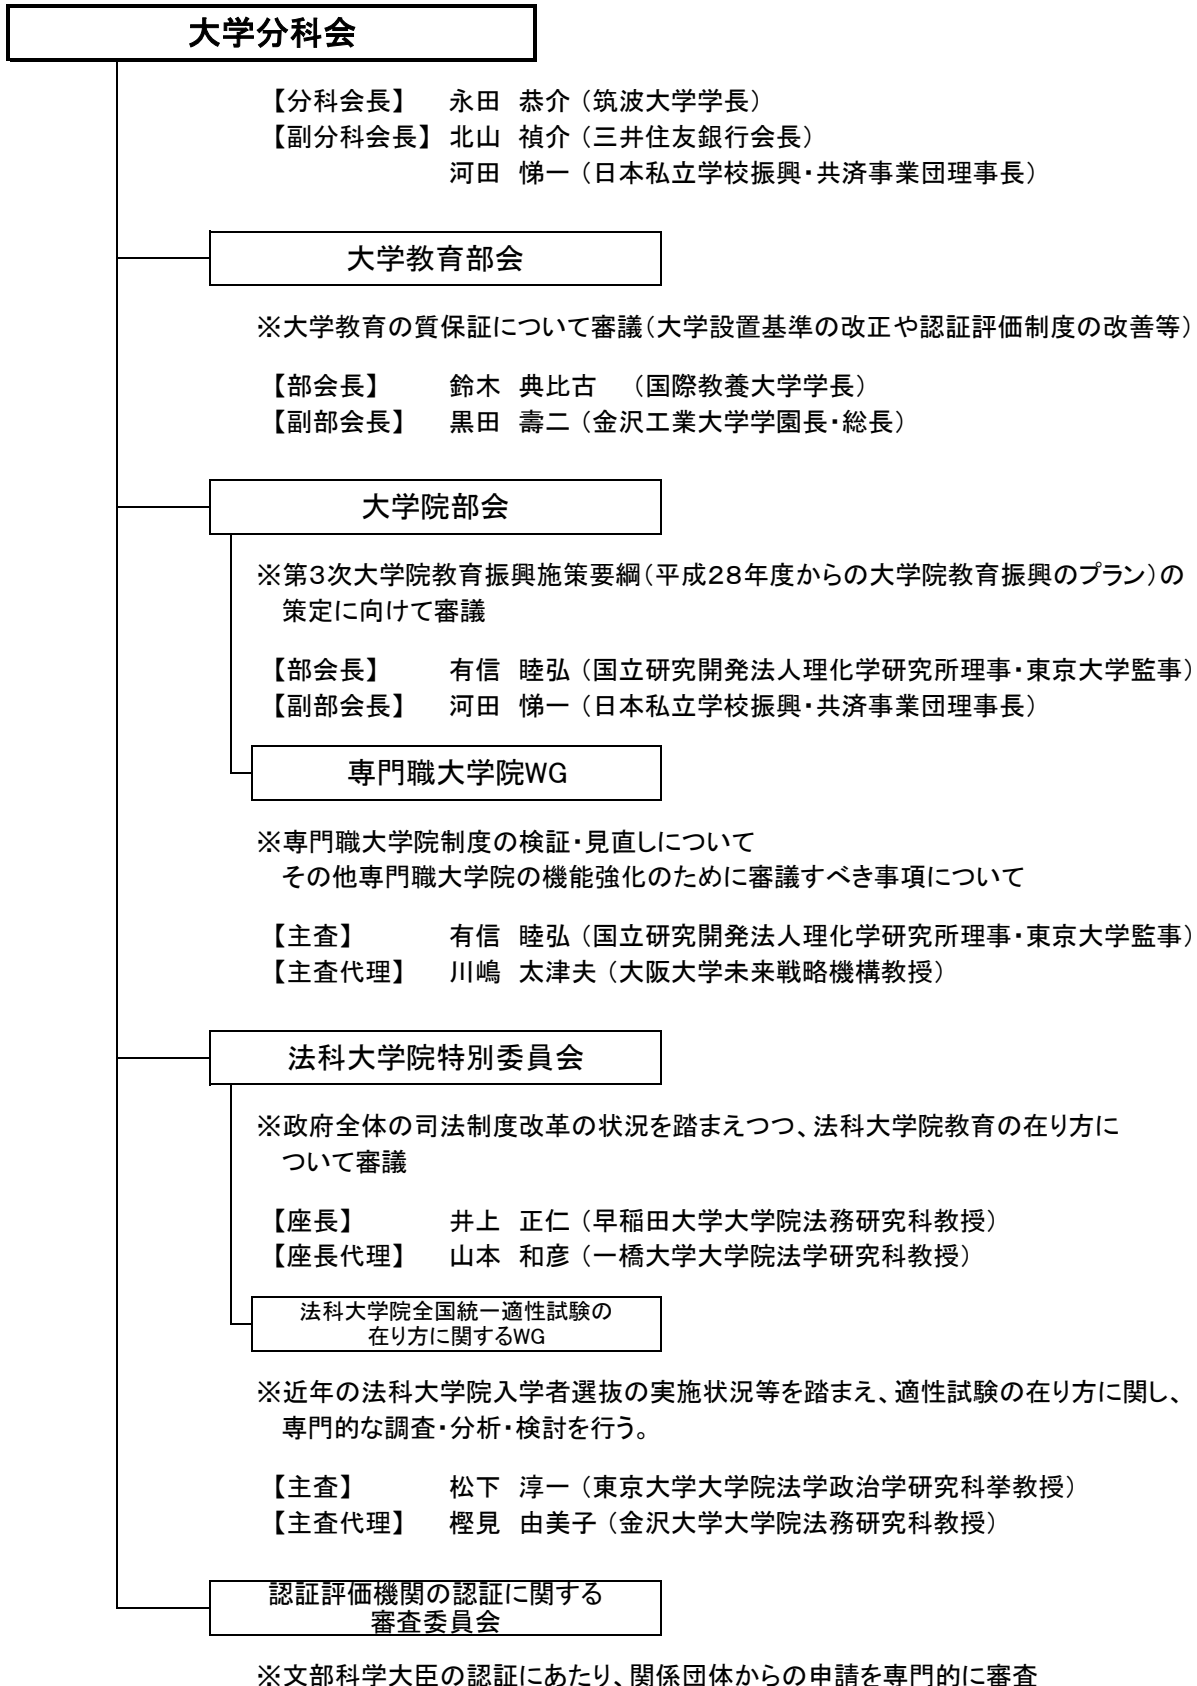 大学分科会
【分科会長】 永田 恭介（筑波大学学長）
【副分科会長】 北山 禎介（三井住友銀行会長）
河田 悌一（日本私立学校振興・共済事業団理事長）
大学教育部会
※大学教育の質保証について審議（大学設置基準の改正や認証評価制度の改善等）
【部会長】 鈴木 典比古 （国際教養大学学長）
【副部会長】 黒田 壽二（金沢工業大学学園長・総長）
大学院部会
※第３次大学院教育振興施策要綱（平成２８年度からの大学院教育振興のプラン）の
策定に向けて審議
【部会長】 有信 睦弘（国立研究開発法人理化学研究所理事・東京大学監事）
【副部会長】 河田 悌一（日本私立学校振興・共済事業団理事長）
専門職大学院WG
※専門職大学院制度の検証・見直しについて
その他専門職大学院の機能強化のために審議すべき事項について
【主査】 有信 睦弘（国立研究開発法人理化学研究所理事・東京大学監事）
【主査代理】 川嶋 太津夫（大阪大学未来戦略機構教授）
法科大学院特別委員会
※政府全体の司法制度改革の状況を踏まえつつ、法科大学院教育の在り方に
ついて審議
【座長】 井上 正仁（早稲田大学大学院法務研究科教授）
【座長代理】 山本 和彦（一橋大学大学院法学研究科教授）
法科大学院全国統一適性試験の
在り方に関するWG
※近年の法科大学院入学者選抜の実施状況等を踏まえ、適性試験の在り方に関し、
専門的な調査・分析・検討を行う。
【主査】 松下 淳一（東京大学大学院法学政治学研究科挙教授）
【主査代理】 樫見 由美子（金沢大学大学院法務研究科教授）
認証評価機関の認証に関する
審査委員会
※文部科学大臣の認証にあたり、関係団体からの申請を専門的に審査